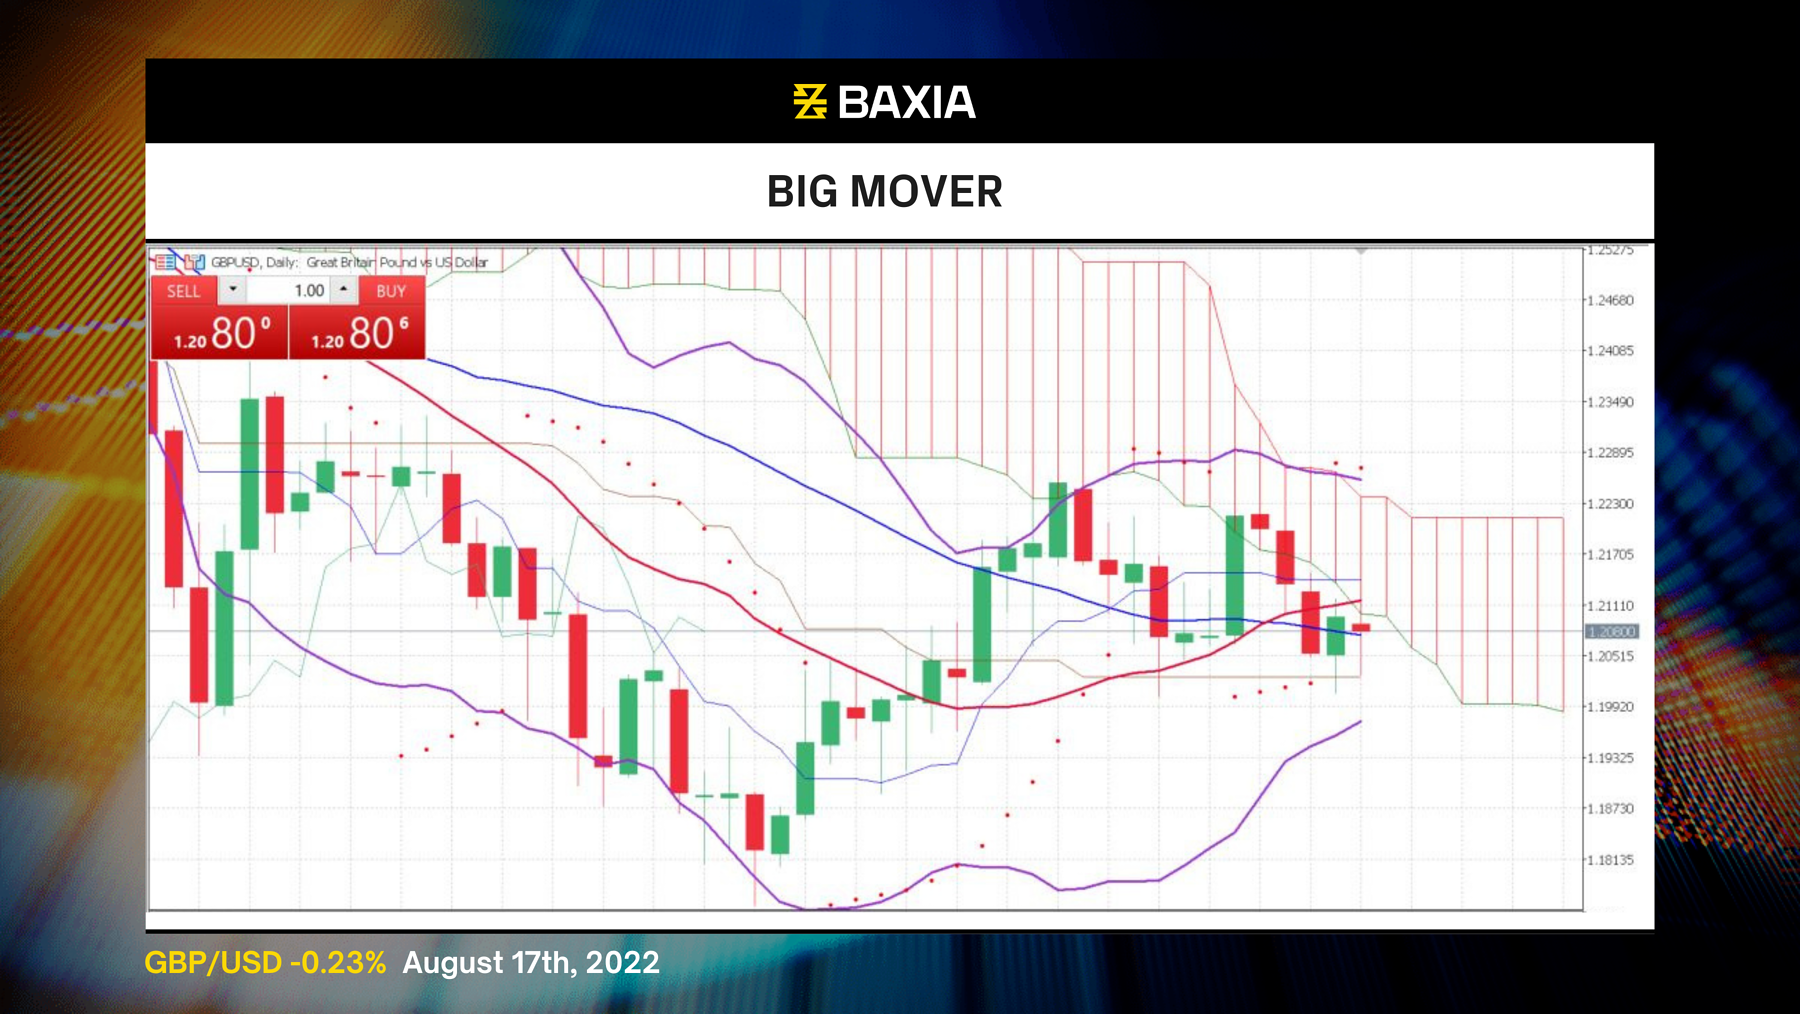 BAXIA
BIG MOVER
GBPUSD, Daily: Great Britain Pound vs US Dollar
SELL 1.00 BUY
1.20 80 0 1.20 80 6
1.25275
1.24680
1.24085
1.23490
1.22895
1.22300
1.21705
1.21110
1.20800
1.20515
1.19920
1.19325
1.18730
1.18135
GBP/USD -0.23% August 17th, 2022